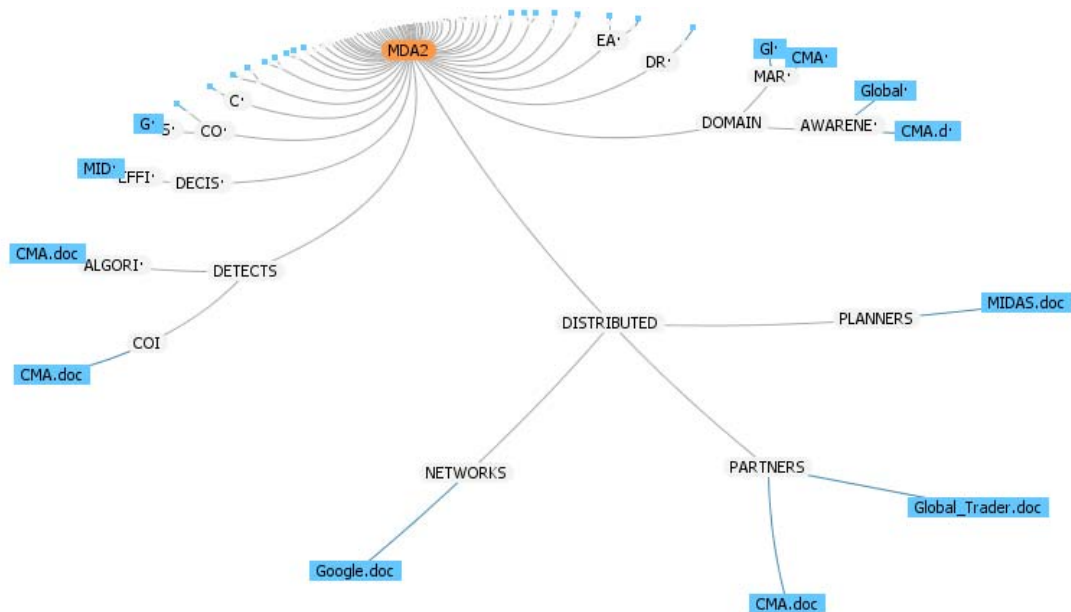 MDA2
EA·
DR·
Gl·
CMA·
MAR·
Global·
C·
G·
S·
CO·
DOMAIN
AWARENE·
CMA.d·
MID·
EFFI·
DECIS·
CMA.doc
ALGORI·
DETECTS
MIDAS.doc
DISTRIBUTED
PLANNERS
COI
CMA.doc
NETWORKS
PARTNERS
Global_Trader.doc
Google.doc
CMA.doc